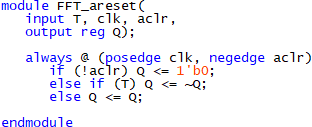 module FFT_areset(
input T, clk, aclr,
output reg Q);
always @ (posedge clk, negedge aclr)
if (!aclr) Q <= 1'b0;
else if (T) Q <= ~Q;
else Q <= Q;
endmodule